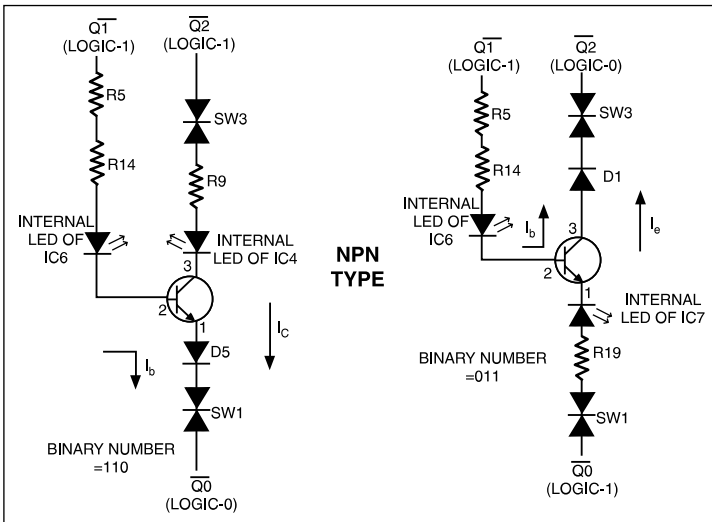 Q1
(LOGIC-1)
Q2
(LOGIC-1)
R5
SW3
R14
R9
INTERNAL
LED OF
IC6
INTERNAL
LED OF IC4
3
2
1
D5
Ic
Ib
SW1
BINARY NUMBER
=110
Q0
(LOGIC-0)
NPN
TYPE
Q1
(LOGIC-1)
Q2
(LOGIC-0)
R5
SW3
R14
D1
INTERNAL
LED OF
IC6
Ib
Ie
3
2
1
INTERNAL
LED OF IC7
R19
BINARY NUMBER
=011
SW1
Q0
(LOGIC-1)